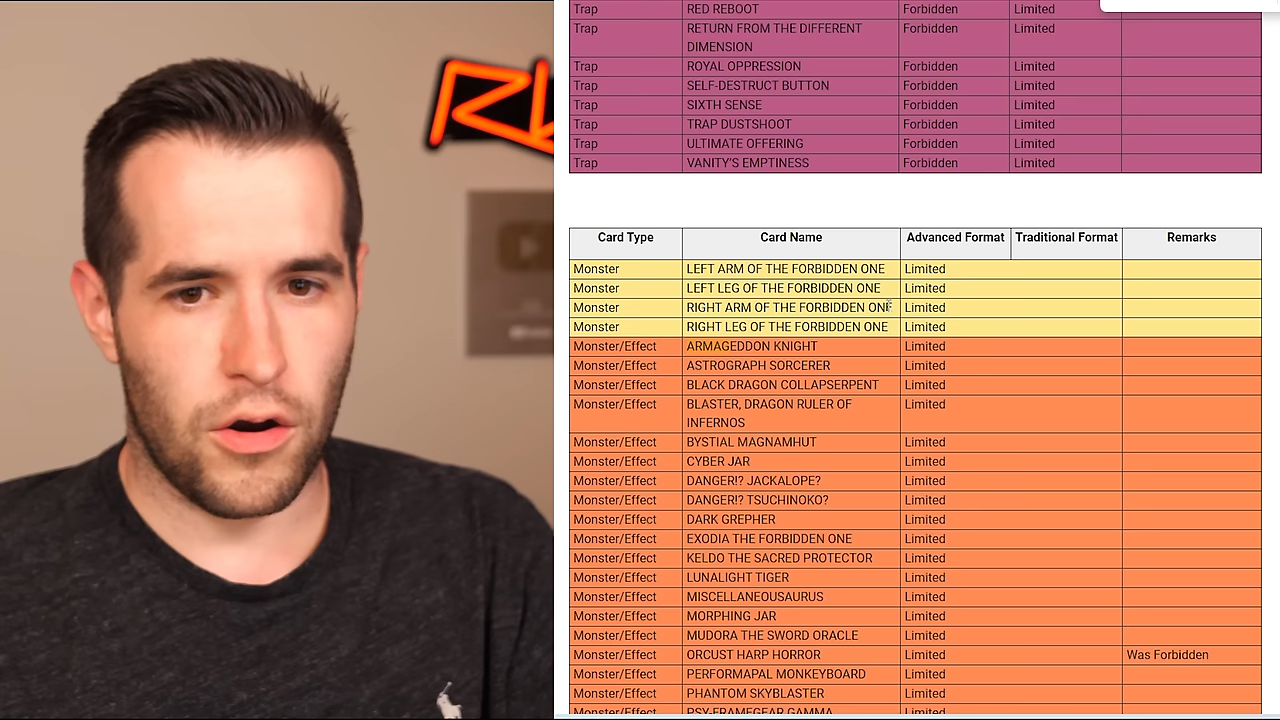 Trap RED REBOOT Forbidden Limited
Trap RETURN FROM THE DIFFERENT Forbidden Limited
DIMENSION
Trap ROYAL OPPRESSION Forbidden Limited
Trap SELF-DESTRUCT BUTTON Forbidden Limited
Trap SIXTH SENSE Forbidden Limited
Trap TRAP DUSTSHOOT Forbidden Limited
Trap ULTIMATE OFFERING Forbidden Limited
Trap VANITY'S EMPTINESS Forbidden Limited
Card Type Card Name Advanced Format Traditional Format Remarks
Monster LEFT ARM OF THE FORBIDDEN ONE Limited
Monster LEFT LEG OF THE FORBIDDEN ONE Limited
Monster RIGHT ARM OF THE FORBIDDEN ONE Limited
Monster RIGHT LEG OF THE FORBIDDEN ONE Limited
Monster/Effect ARMAGEDDON KNIGHT Limited
Monster/Effect ASTROGRAPH SORCERER Limited
Monster/Effect BLACK DRAGON COLLAPSERPENT Limited
Monster/Effect BLASTER, DRAGON RULER OF Limited
INFERNOS
Monster/Effect BYSTIAL MAGNAMHUT Limited
Monster/Effect CYBER JAR Limited
Monster/Effect DANGER!? JACKALOPE? Limited
Monster/Effect DANGER!? TSUCHINOKO? Limited
Monster/Effect DARK GREPHER Limited
Monster/Effect EXODIA THE FORBIDDEN ONE Limited
Monster/Effect KELDO THE SACRED PROTECTOR Limited
Monster/Effect LUNALIGHT TIGER Limited
Monster/Effect MISCELLANEOUSAURUS Limited
Monster/Effect MORPHING JAR Limited
Monster/Effect MUDORA THE SWORD ORACLE Limited
Monster/Effect ORCUST HARP HORROR Limited Was Forbidden
Monster/Effect PERFORMAPAL MONKEYBOARD Limited
Monster/Effect PHANTOM SKYBLASTER Limited
Monster/Effect PSY-FRAMEGEAR GAMMA Limited